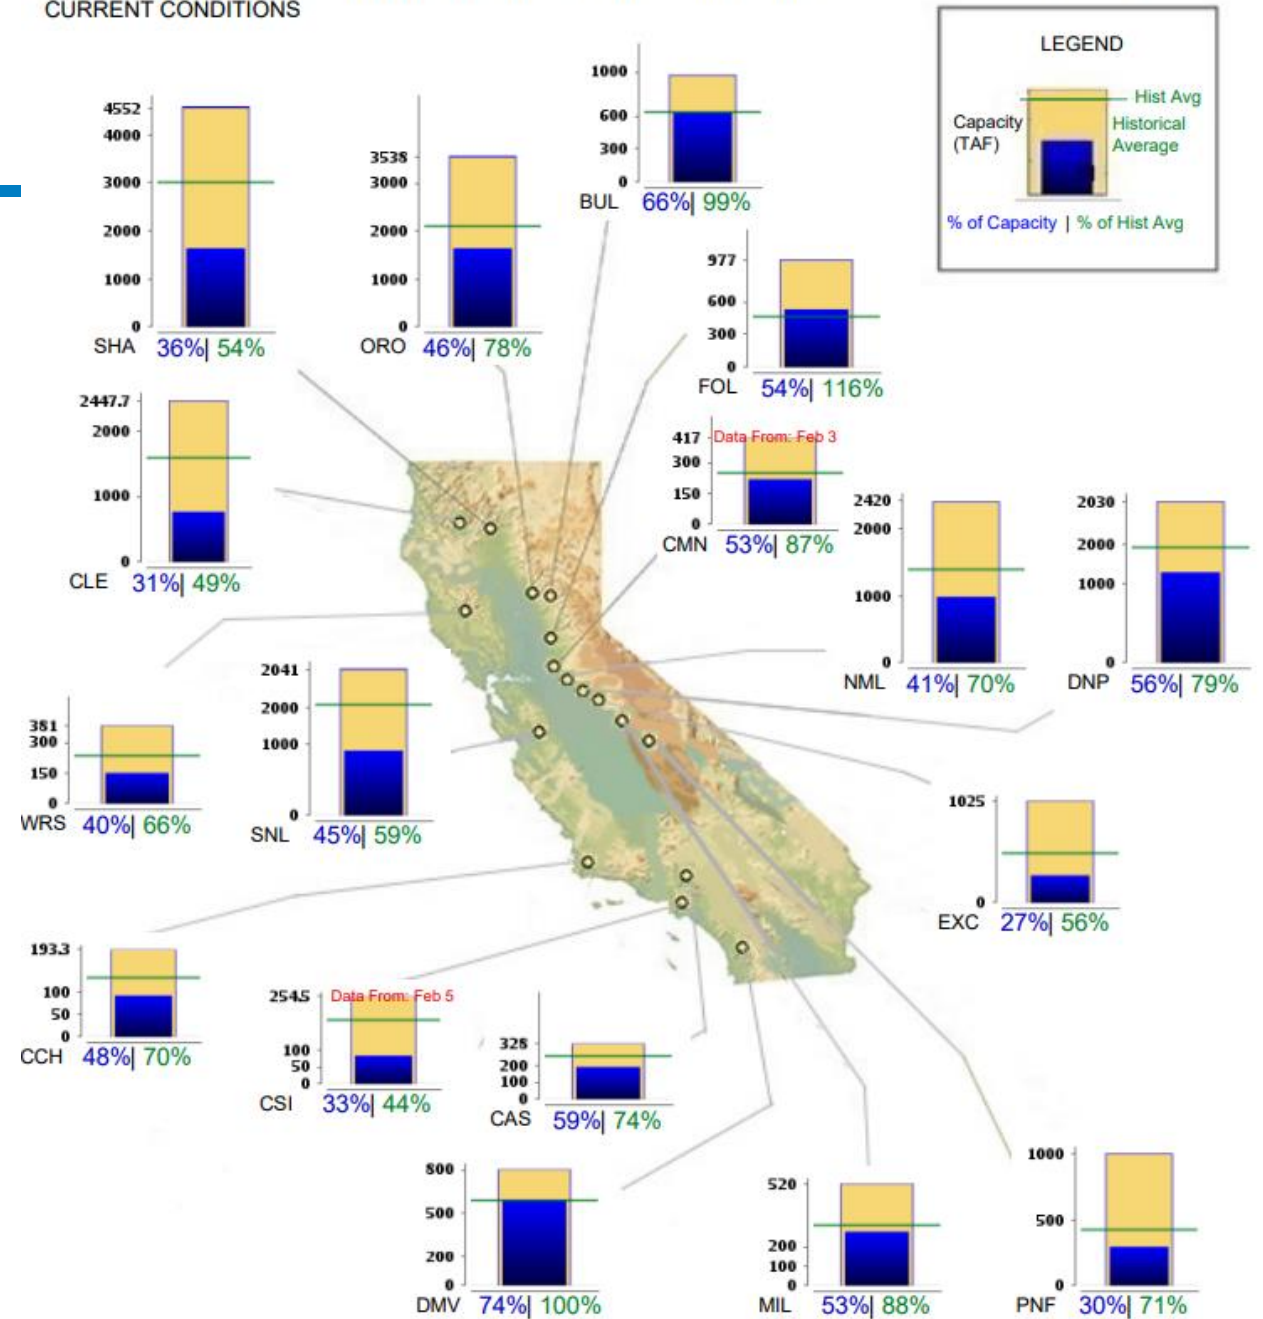 CURRENT CONDITIONS
LEGEND
Hist Avg
Capacity
(TAF)
Historical
Average
% of Capacity | % of Hist Avg
4552
4000
3000
2000
1000
0
SHA 36%| 54%
3538
3000
2000
1000
0
ORO 46%| 78%
1000
600
300
0
BUL 66%| 99%
977
600
300
0
FOL 54%| 116%
2447.7
2000
1000
0
CLE 31%| 49%
Data From: Feb 3
417
300
150
0
CMN 53%| 87%
2420
2000
1000
0
NML 41%| 70%
2030
2000
1000
0
DNP 56%| 79%
381
300
150
0
WRS 40%| 66%
2041
2000
1000
0
SNL 45%| 59%
1025
0
EXC 27%| 56%
193.3
100
50
0
CCH 48%| 70%
Data From: Feb 5
254.5
100
50
0
CSI 33%| 44%
328
200
100
0
CAS 59%| 74%
800
500
200
0
DMV 74%| 100%
520
200
100
0
MIL 53%| 88%
1000
500
0
PNF 30%| 71%